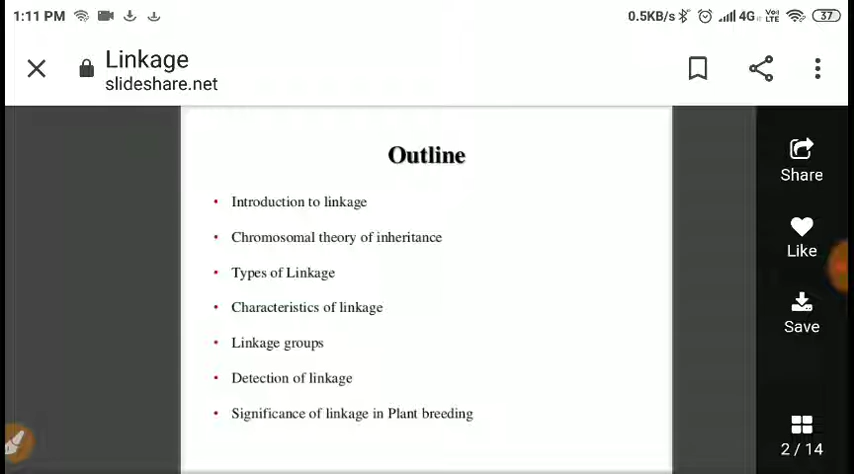 1:11 PM
0.5KB/s 4G Vo) LTE 37
Linkage
slideshare.net
Outline
• Introduction to linkage
• Chromosomal theory of inheritance
• Types of Linkage
• Characteristics of linkage
• Linkage groups
• Detection of linkage
• Significance of linkage in Plant breeding
Share
Like
Save
2 / 14